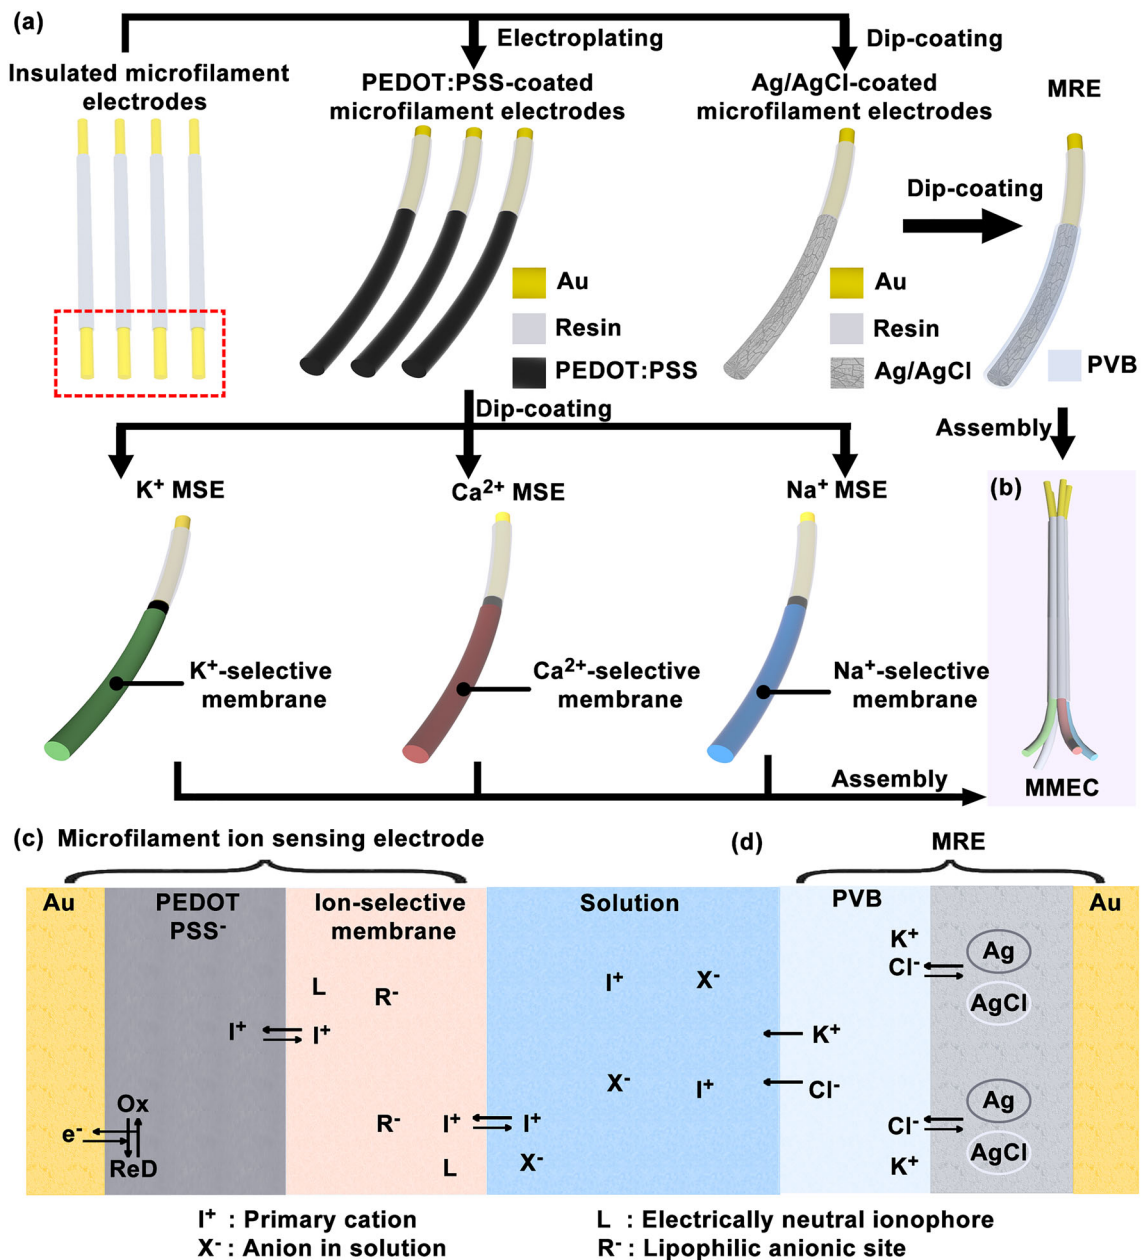 (a)
Electroplating
Dip-coating
Insulated microfilament
electrodes
PEDOT:PSS-coated
microfilament electrodes
Ag/AgCl-coated
microfilament electrodes
MRE
Dip-coating
Au
Resin
PEDOT:PSS
Au
Resin
Ag/AgCl
PVB
Dip-coating
Assembly
K⁺ MSE
Ca²⁺ MSE
Na⁺ MSE
(b)
K⁺-selective
membrane
Ca²⁺-selective
membrane
Na⁺-selective
membrane
Assembly
MMEC
(c) Microfilament ion sensing electrode
(d) MRE
Au
PEDOT
PSS⁻
Ion-selective
membrane
Solution
PVB
Au
L
R⁻
I⁺
I⁺
Ox
e⁻
ReD
R⁻
I⁺
L
I⁺
X⁻
I⁺
X⁻
X⁻
I⁺
K⁺
Cl⁻
K⁺
Cl⁻
Ag
AgCl
Cl⁻
K⁺
Ag
AgCl
I⁺ : Primary cation
L : Electrically neutral ionophore
X⁻ : Anion in solution
R⁻ : Lipophilic anionic site